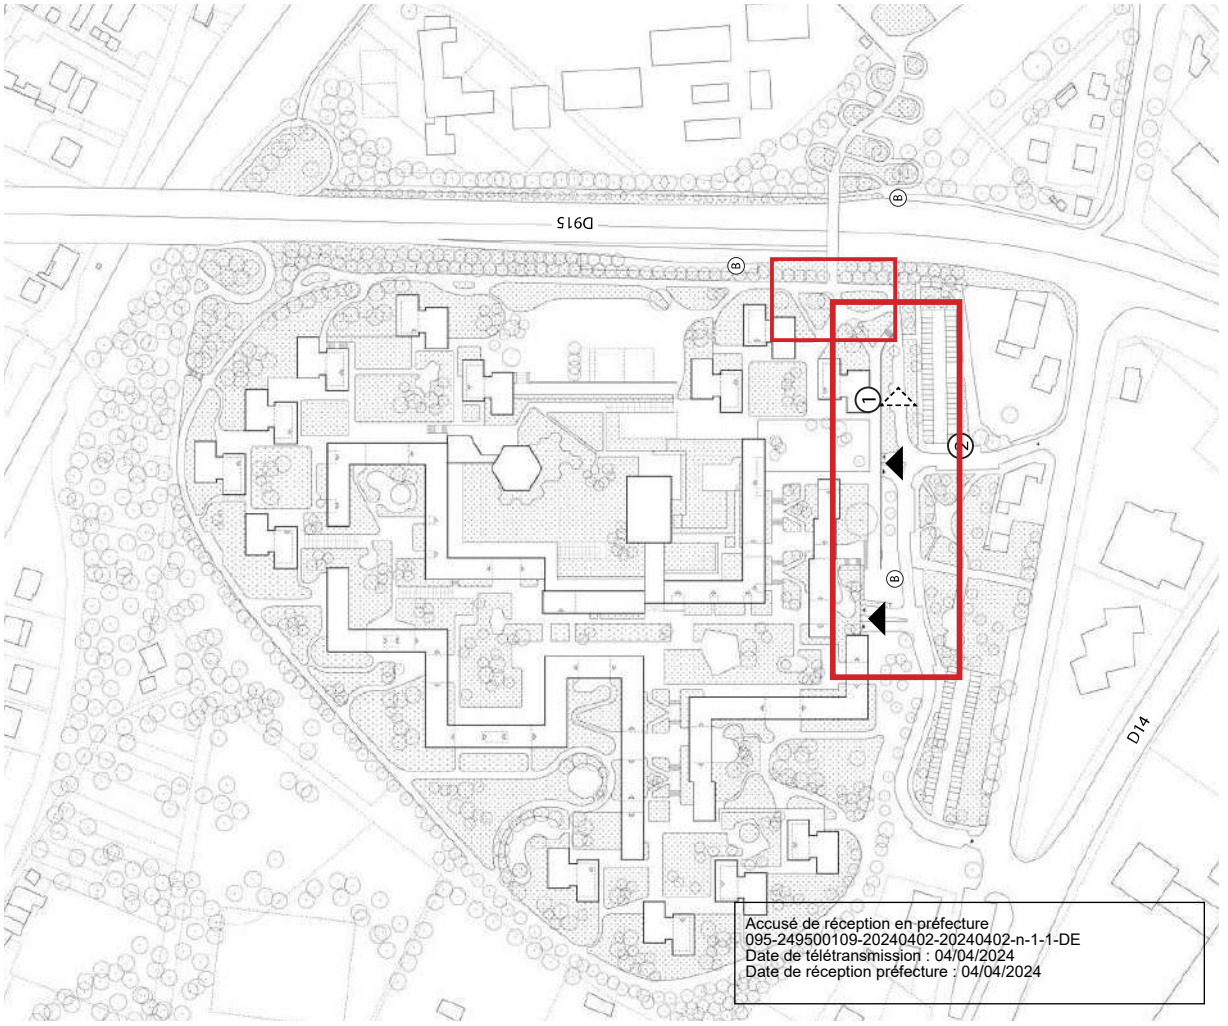 D915
B
B
1
2
B
D14
Accusé de réception en préfecture
095-249500109-20240402-20240402-n-1-1-DE
Date de télétransmission : 04/04/2024
Date de réception préfecture : 04/04/2024